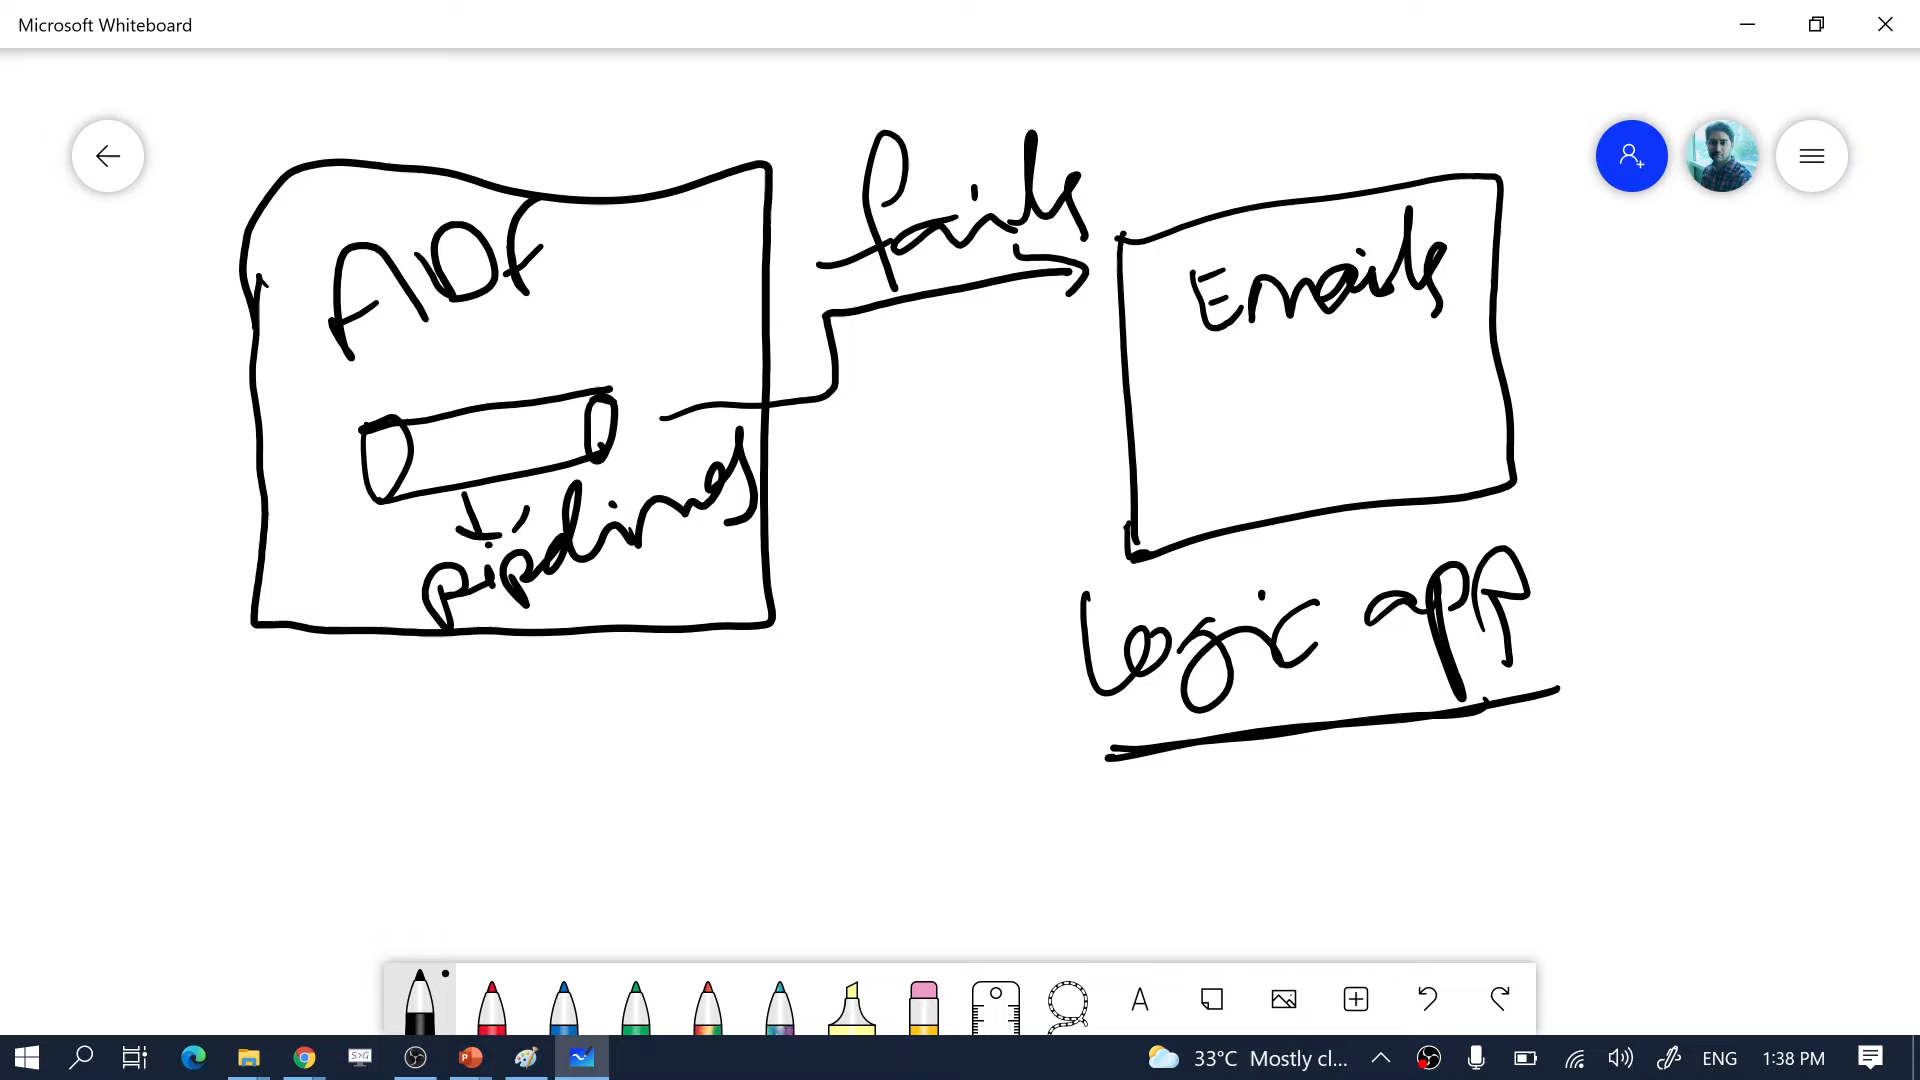 Microsoft Whiteboard
ADF
fails
Emails
pipelines
Logic app
A
S>G
33°C Mostly cl...
ENG
1:38 PM